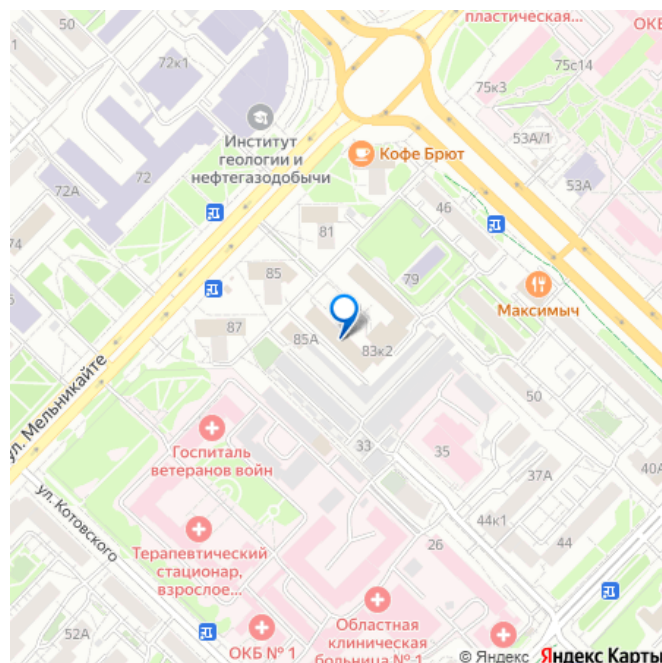 50
72к1
пластическая...
ОКБ
75к3
75с14
Институт
геологии и
нефтегазодобычи
Кофе Брют
53А/1
72А
72
53А
46
81
74
85
79
Максимыч
87
85А
83к2
ул. Мельникайте
50
Госпиталь
ветеранов войн
33
35
37А
40А
ул. Котовского
44к1
Терапевтический
стационар,
взрослое...
26
44
52А
ОКБ № 1
Областная
клиническая
больница № 1
© Яндекс Яндекс Карты